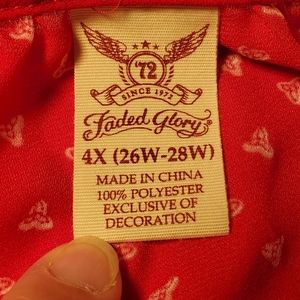 '72
SINCE 1972
Faded Glory
4X (26W-28W)
MADE IN CHINA
100% POLYESTER
EXCLUSIVE OF
DECORATION